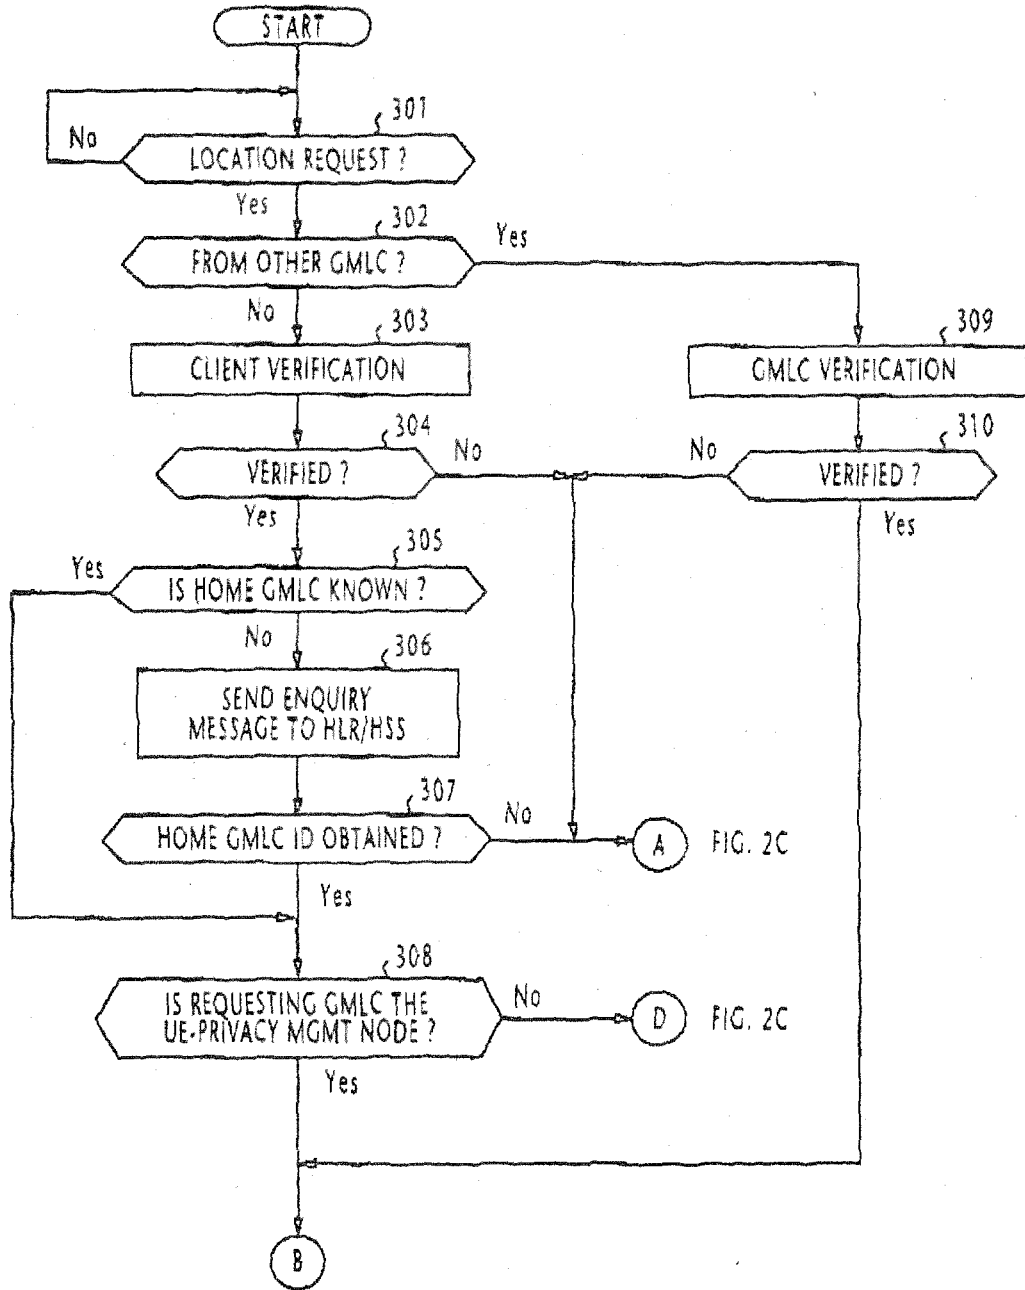 START
301
No
LOCATION REQUEST ?
Yes
302
Yes
FROM OTHER GMLC ?
No
303
309
CLIENT VERIFICATION
GMLC VERIFICATION
304
No
No
310
VERIFIED ?
VERIFIED ?
Yes
Yes
305
Yes
IS HOME GMLC KNOWN ?
No
306
SEND ENQUIRY
MESSAGE TO HLR/HSS
307
No
HOME GMLC ID OBTAINED ?
A
FIG. 2C
Yes
308
No
IS REQUESTING GMLC THE
UE-PRIVACY MGMT NODE ?
D
FIG. 2C
Yes
B